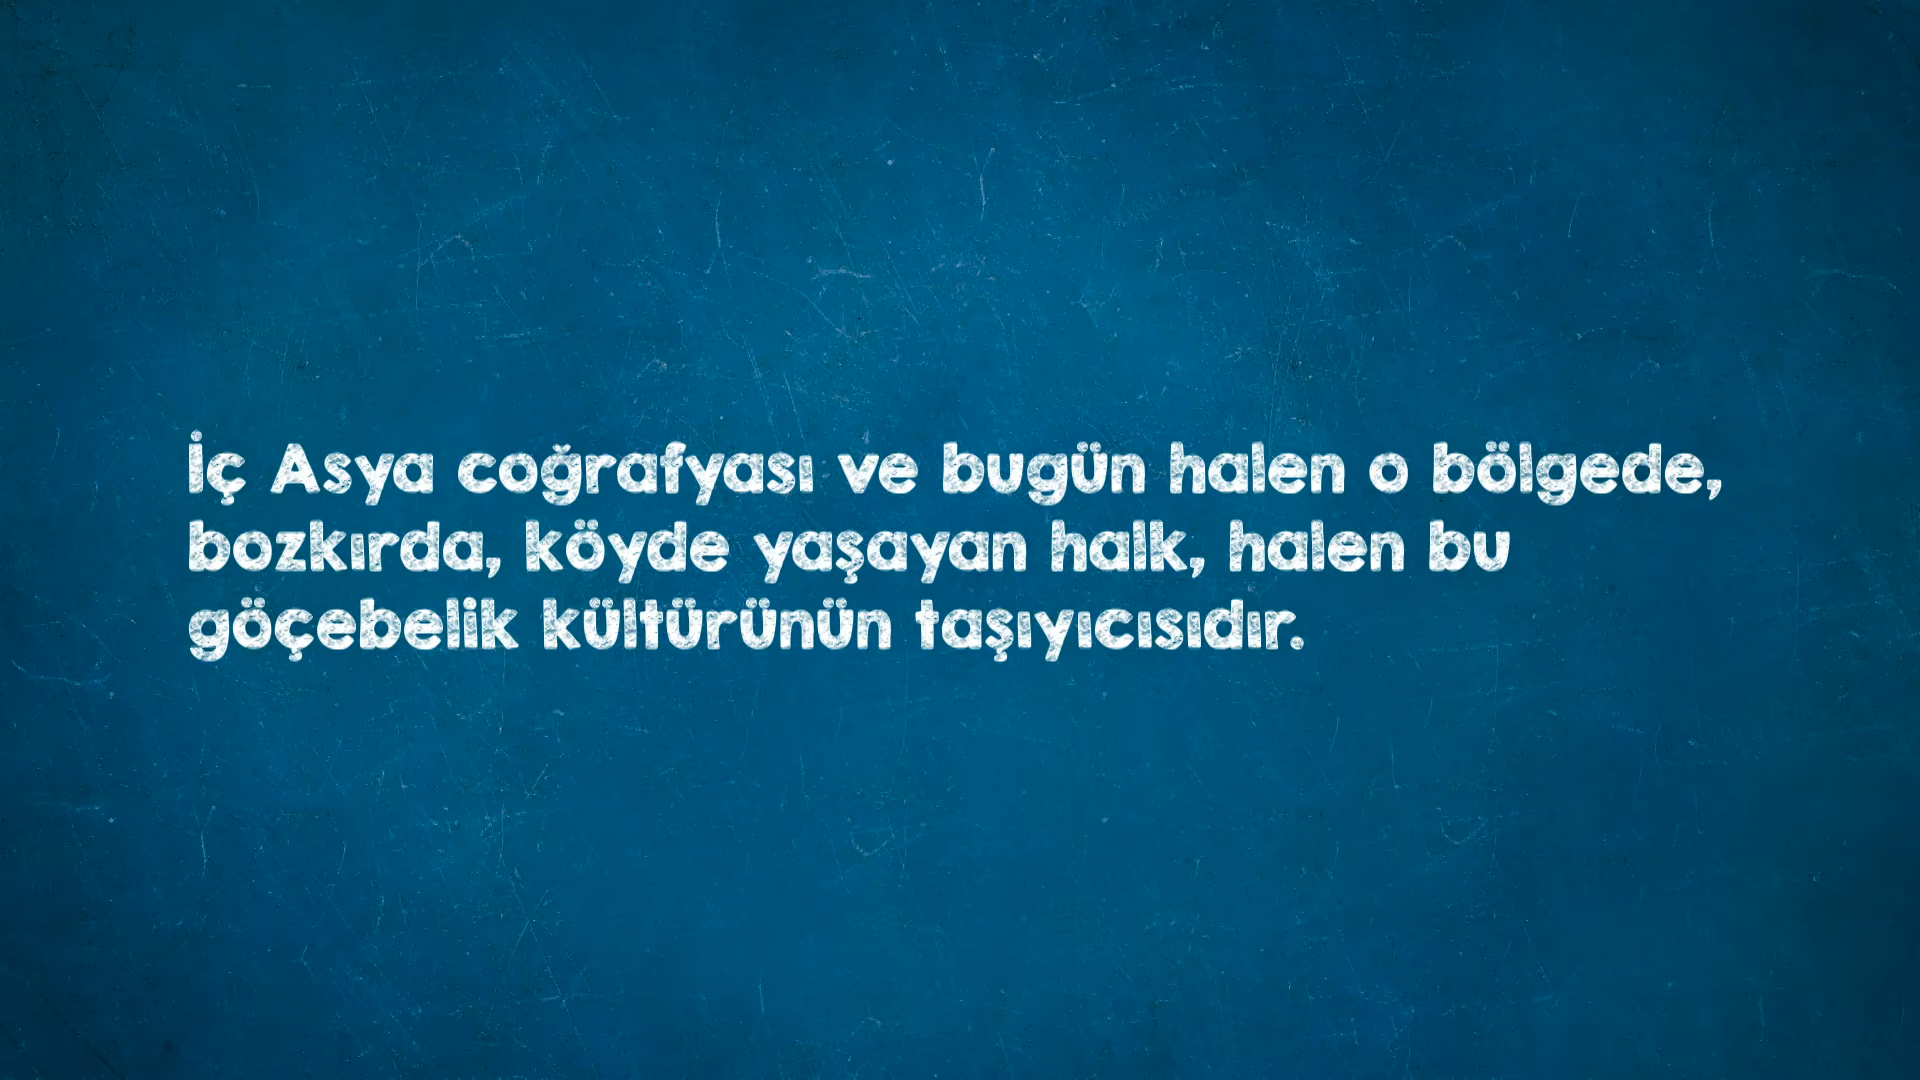 İç Asya coğrafyası ve bugün halen o bölgede,
bozkırda, köyde yaşayan halk, halen bu
göçebelik kültürünün taşıyıcısıdır.